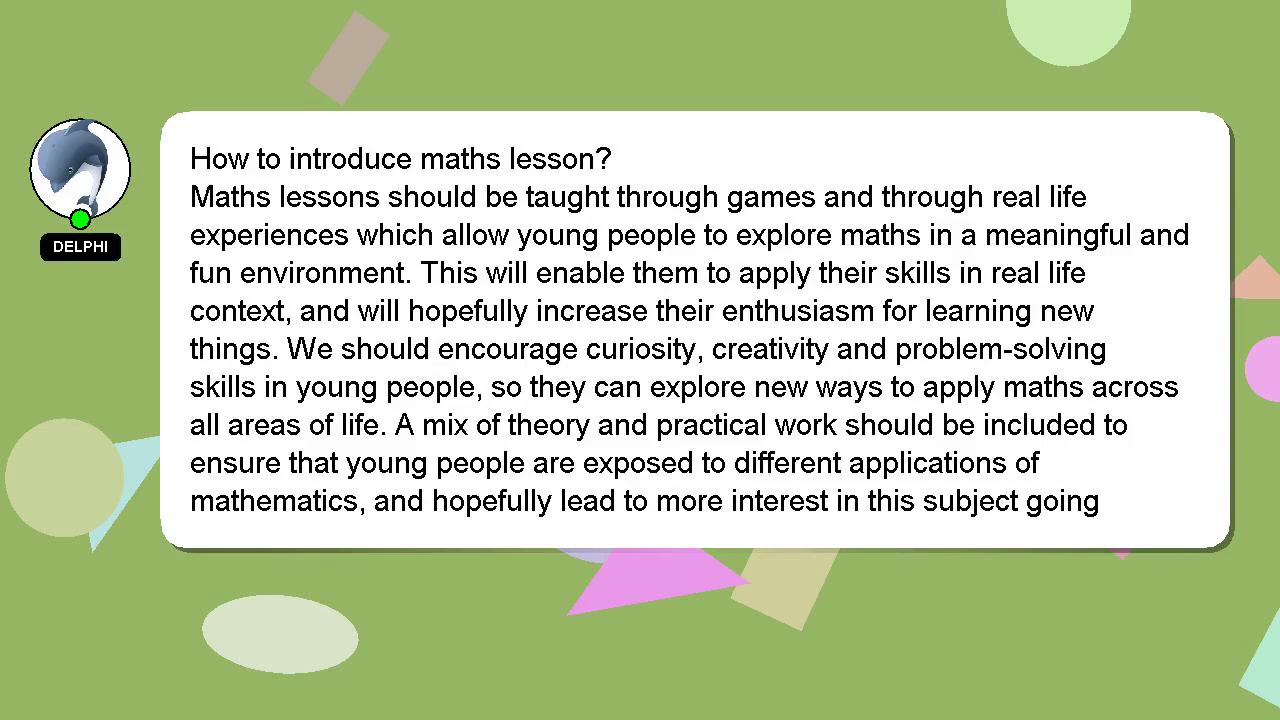 How to introduce maths lesson?
Maths lessons should be taught through games and through real life
experiences which allow young people to explore maths in a meaningful and
fun environment. This will enable them to apply their skills in real life
context, and will hopefully increase their enthusiasm for learning new
things. We should encourage curiosity, creativity and problem-solving
skills in young people, so they can explore new ways to apply maths across
all areas of life. A mix of theory and practical work should be included to
ensure that young people are exposed to different applications of
mathematics, and hopefully lead to more interest in this subject going
DELPHI